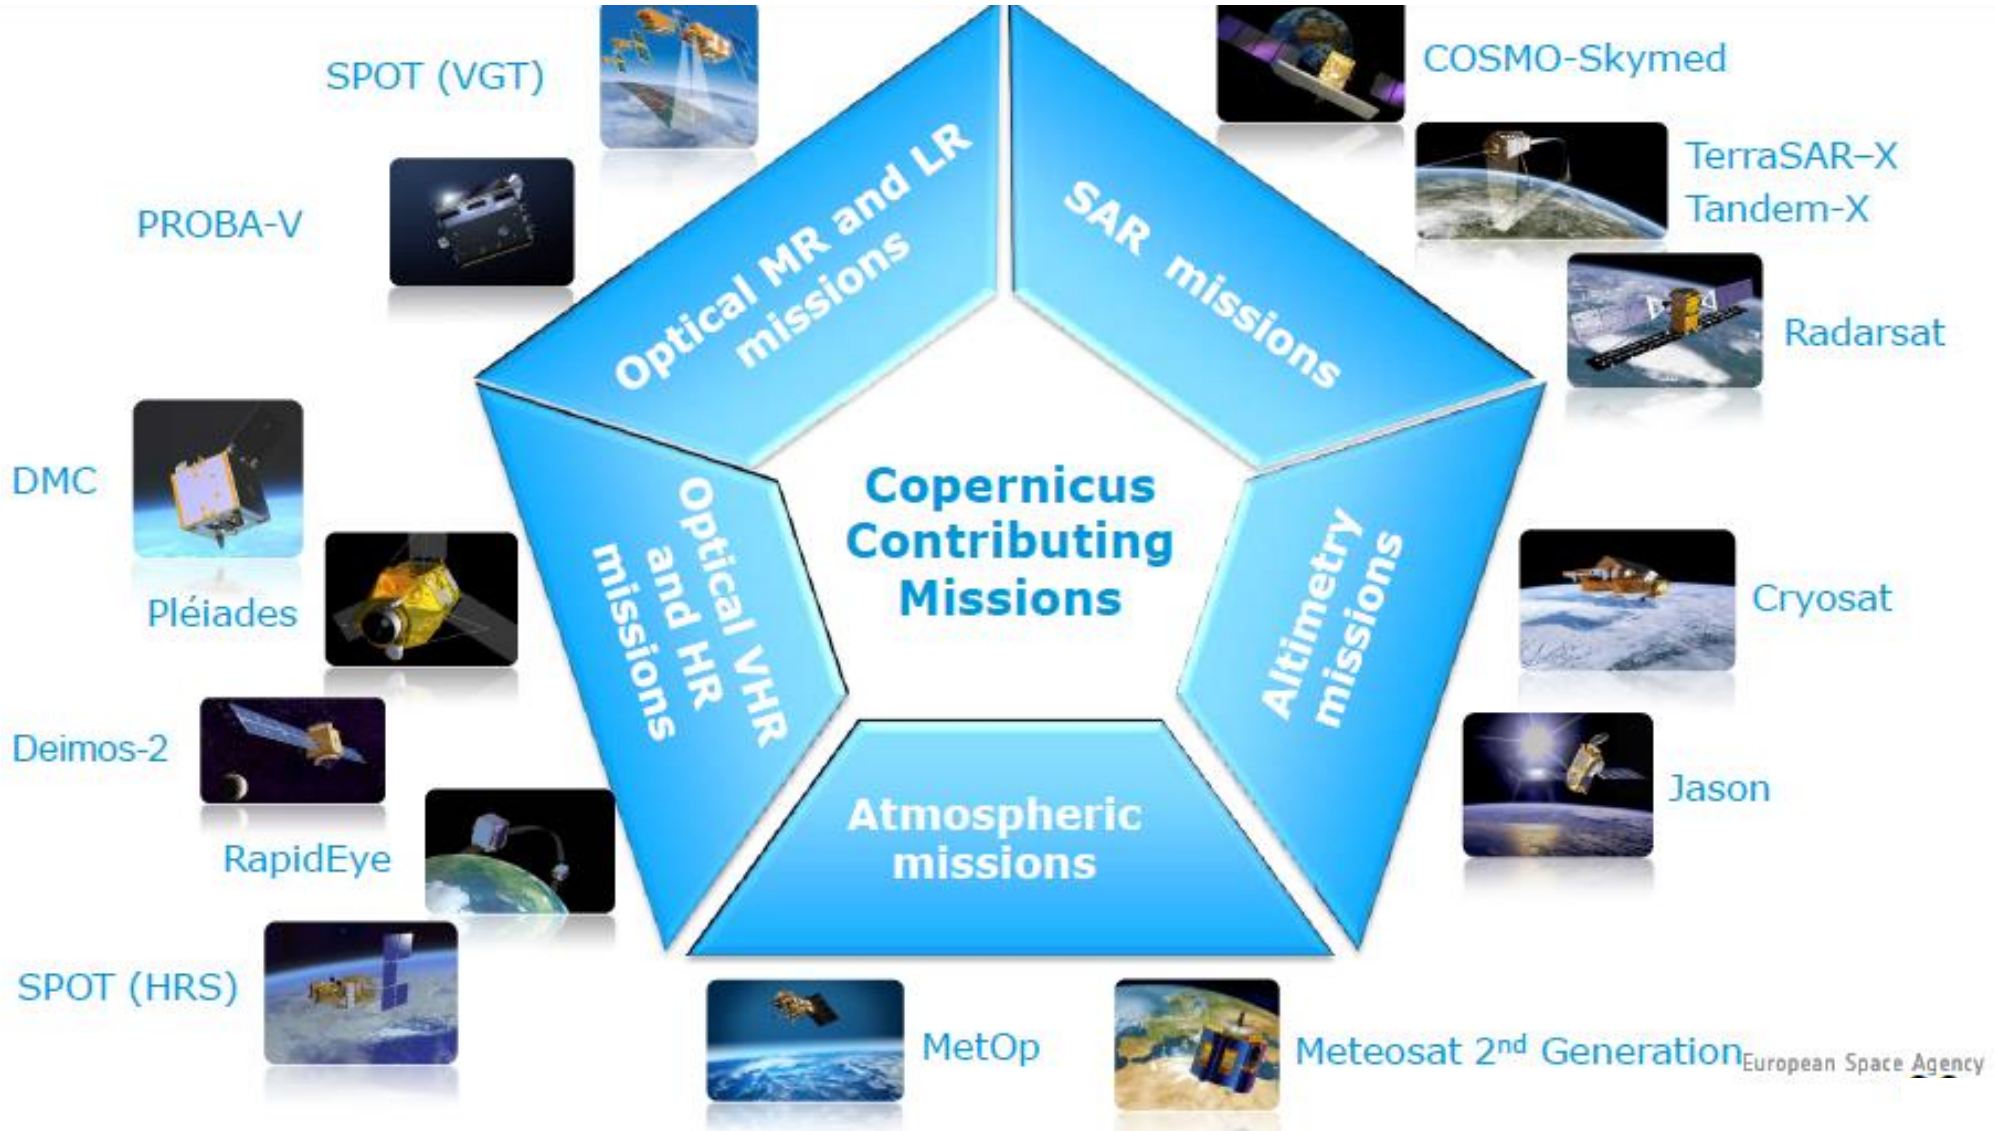 SPOT (VGT)
COSMO-Skymed
PROBA-V
TerraSAR–X
Tandem-X
Radarsat
Optical MR and LR
missions
SAR missions
DMC
Pléiades
Deimos-2
RapidEye
SPOT (HRS)
Optical VHR
and HR
missions
Copernicus
Contributing
Missions
Altimetry
missions
Cryosat
Jason
Atmospheric
missions
MetOp
Meteosat 2nd Generation
European Space Agency